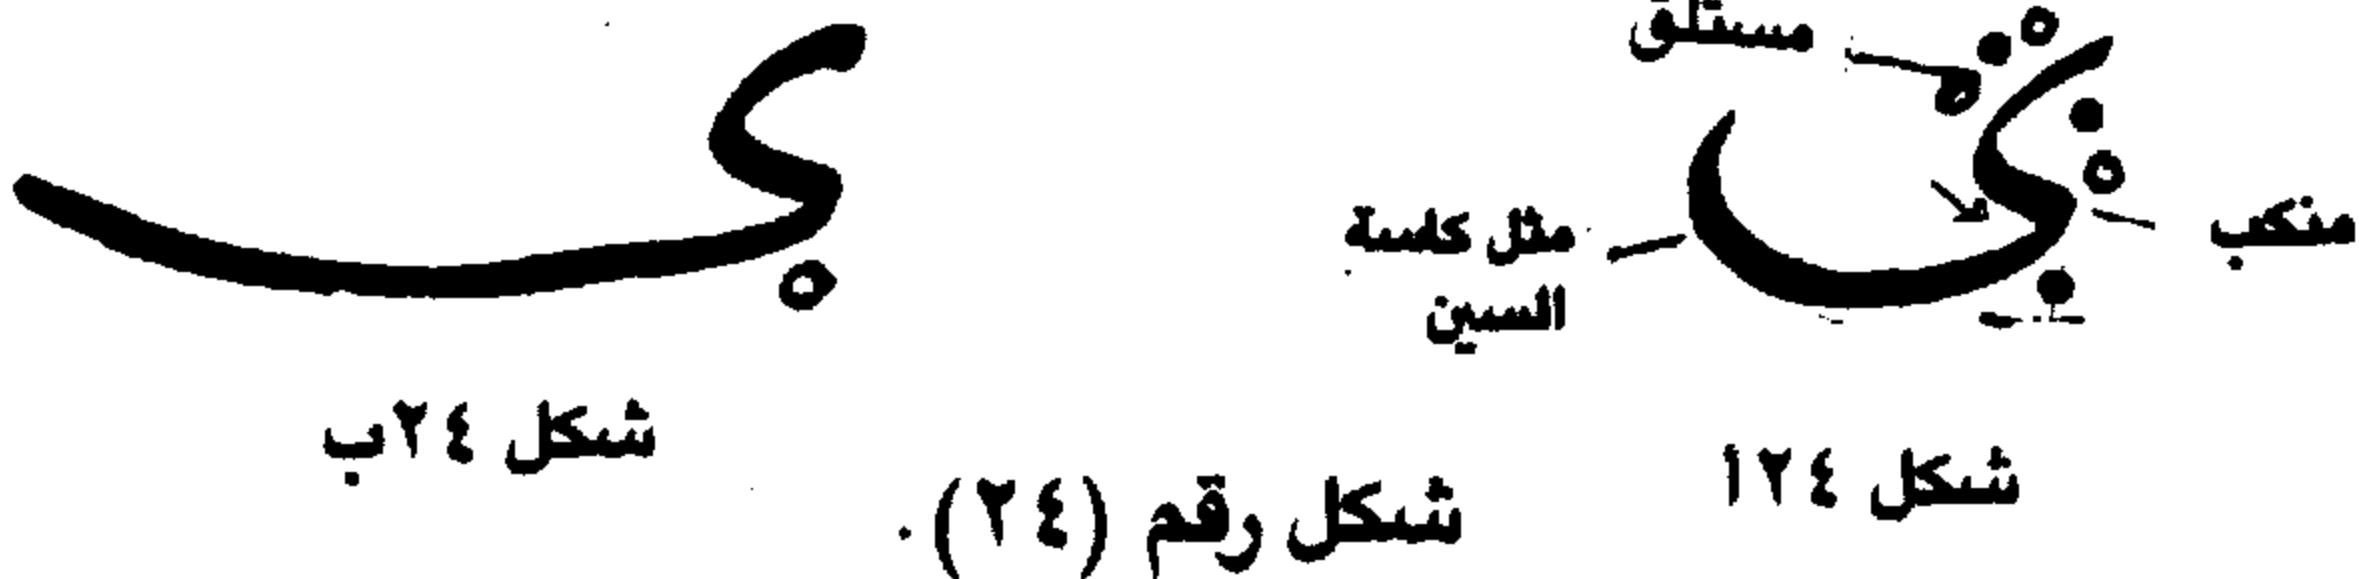 مستلق
منكب
مثل كاسة
السين
ى
ى
شكل ٢٤أ
شكل ٢٤ب
شكل رقم (٢٤).